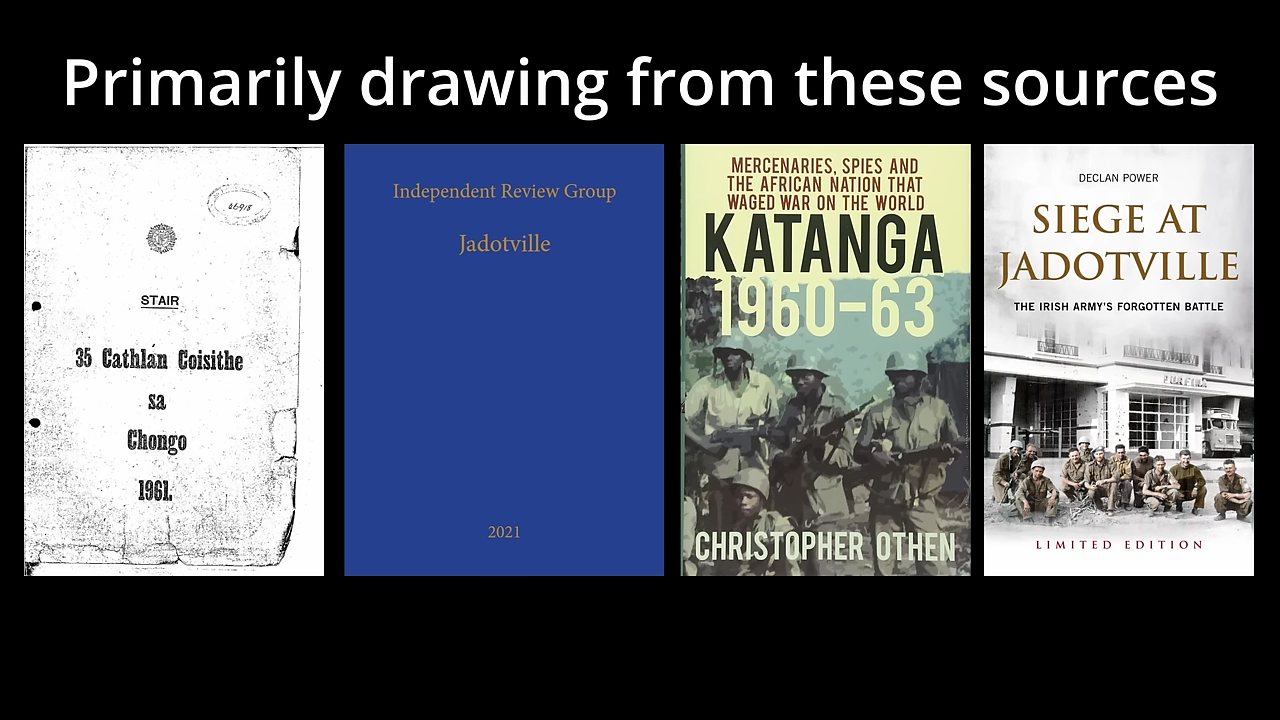 Primarily drawing from these sources
STAIR
35 Cathlán Coisithe
sa
Chongo
1961.
Independent Review Group
Jadotville
2021
MERCENARIES, SPIES AND
THE AFRICAN NATION THAT
WAGED WAR ON THE WORLD
KATANGA
1960-63
CHRISTOPHER OTHEN
DECLAN POWER
SIEGE AT
JADOTVILLE
THE IRISH ARMY'S FORGOTTEN BATTLE
LIMITED EDITION